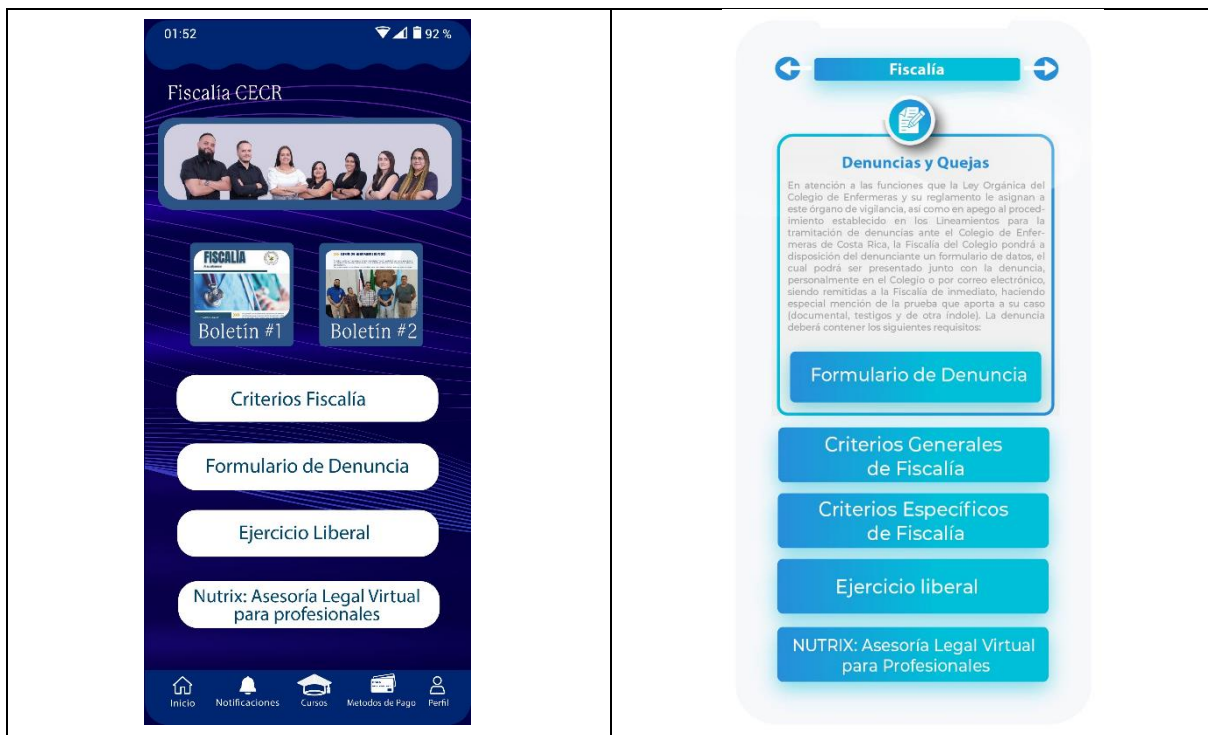 01:52
92 %
Fiscalía CECR
FISCALÍA
Boletín #1
Boletín #2
Criterios Fiscalía
Formulario de Denuncia
Ejercicio Liberal
Nutrix: Asesoría Legal Virtual
para profesionales
Inicio
Notificaciones
Cursos
Metodos de Pago
Perfil
Fiscalía
Denuncias y Quejas
En atención a las funciones que la Ley Orgánica del
Colegio de Enfermeras y su reglamento le asignan a
este órgano de vigilancia, así como en apego al proced-
imiento establecido en los Lineamientos para la
tramitación de denuncias ante el Colegio de Enfer-
meras de Costa Rica, la Fiscalía del Colegio pondrá a
disposición del denunciante un formulario de datos, el
cual podrá ser presentado junto con la denuncia,
personalmente en el Colegio o por correo electrónico,
siendo remitidas a la Fiscalía de inmediato, haciendo
especial mención de la prueba que aporta a su caso
(documental, testigos y de otra índole). La denuncia
deberá contener los siguientes requisitos:
Formulario de Denuncia
Criterios Generales
de Fiscalía
Criterios Específicos
de Fiscalía
Ejercicio liberal
NUTRIX: Asesoría Legal Virtual
para Profesionales